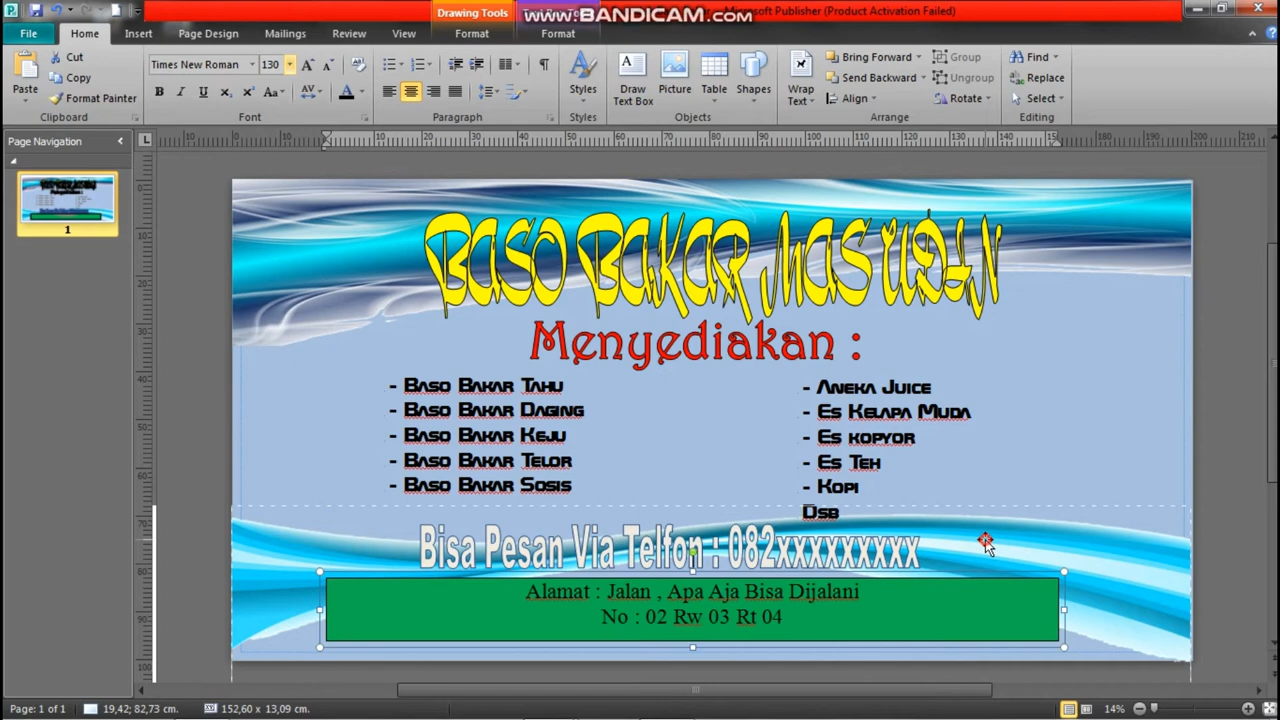 Drawing Tools
www.BANDICAM.com
Microsoft Publisher (Product Activation Failed)
File Home Insert Page Design Mailings Review View Format Format
Paste Cut Copy Format Painter
Clipboard
Times New Roman 130
Font
Paragraph
Styles
Styles
Draw Text Box Picture Table Shapes
Objects
Wrap Text Bring Forward Send Backward Align Group Ungroup Rotate
Arrange
Find Replace Select
Editing
Page Navigation
1
BASO BAKAR MAS UDIN
Menyediakan :
- Baso Bakar Tahu
- Baso Bakar Daging
- Baso Bakar Keju
- Baso Bakar Telor
- Baso Bakar Sosis
- Aneka Juice
- Es Kelapa Muda
- Es kopyor
- Es Teh
- Kopi
Dsb
Bisa Pesan Via Telfon : 082xxxxxxxxxx
Alamat : Jalan , Apa Aja Bisa Dijalani
No : 02 Rw 03 Rt 04
Page: 1 of 1 19,42; 82,73 cm. 152,60 x 13,09 cm. 14%